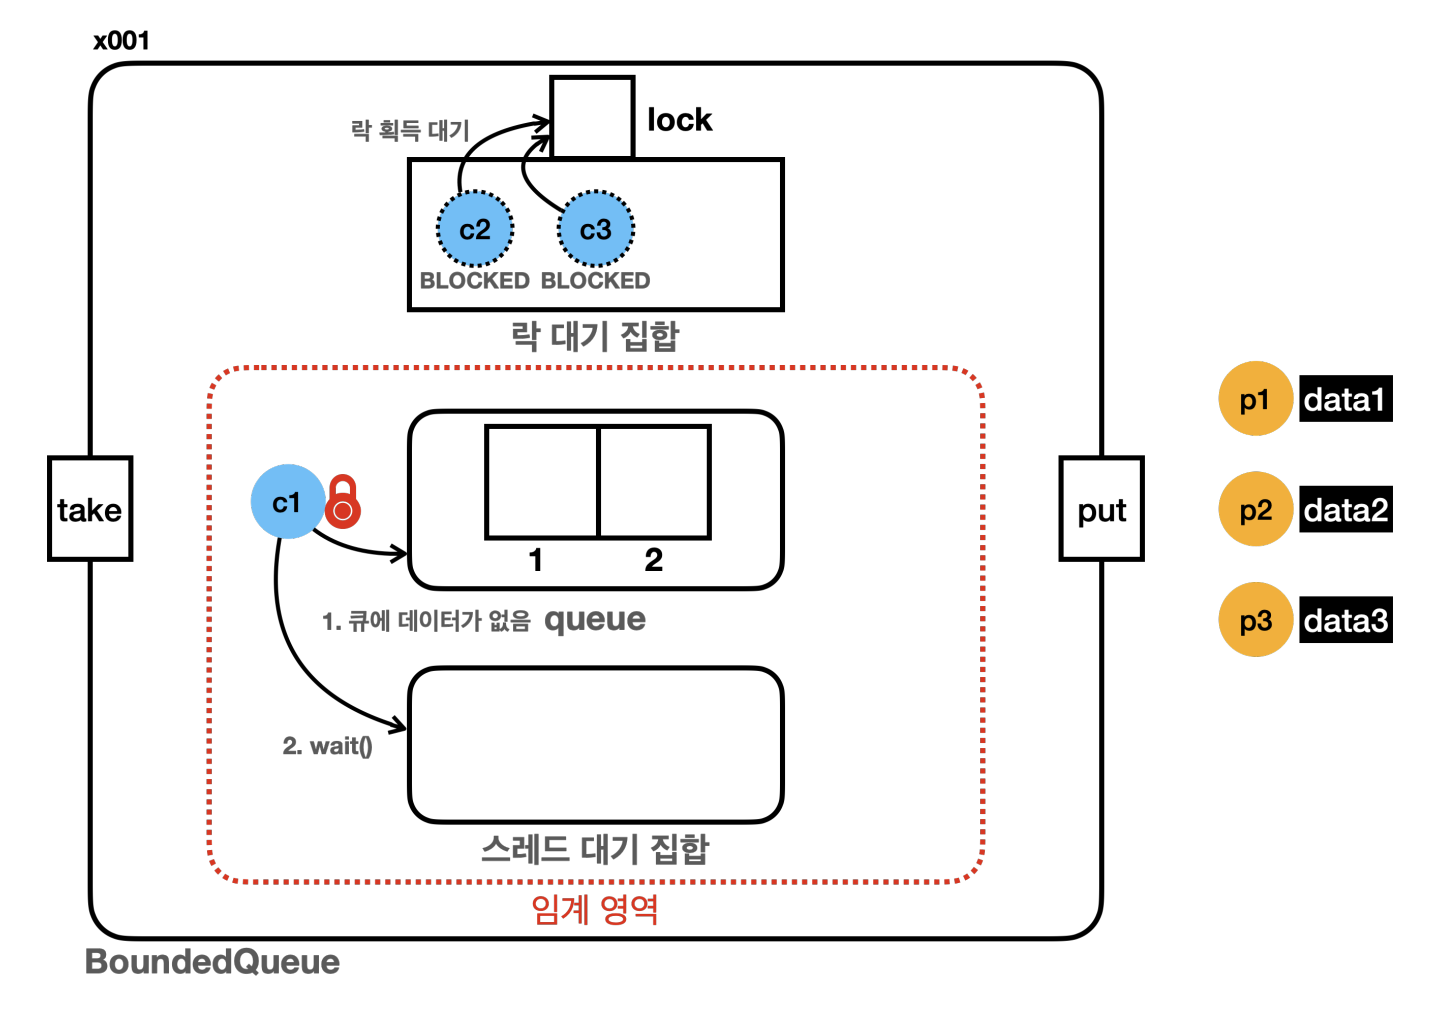 x001
lock
락 획득 대기
c2
c3
BLOCKED
BLOCKED
락 대기 집합
take
c1
1
2
1. 큐에 데이터가 없음
queue
2. wait()
스레드 대기 집합
임계 영역
BoundedQueue
put
p1
data1
p2
data2
p3
data3